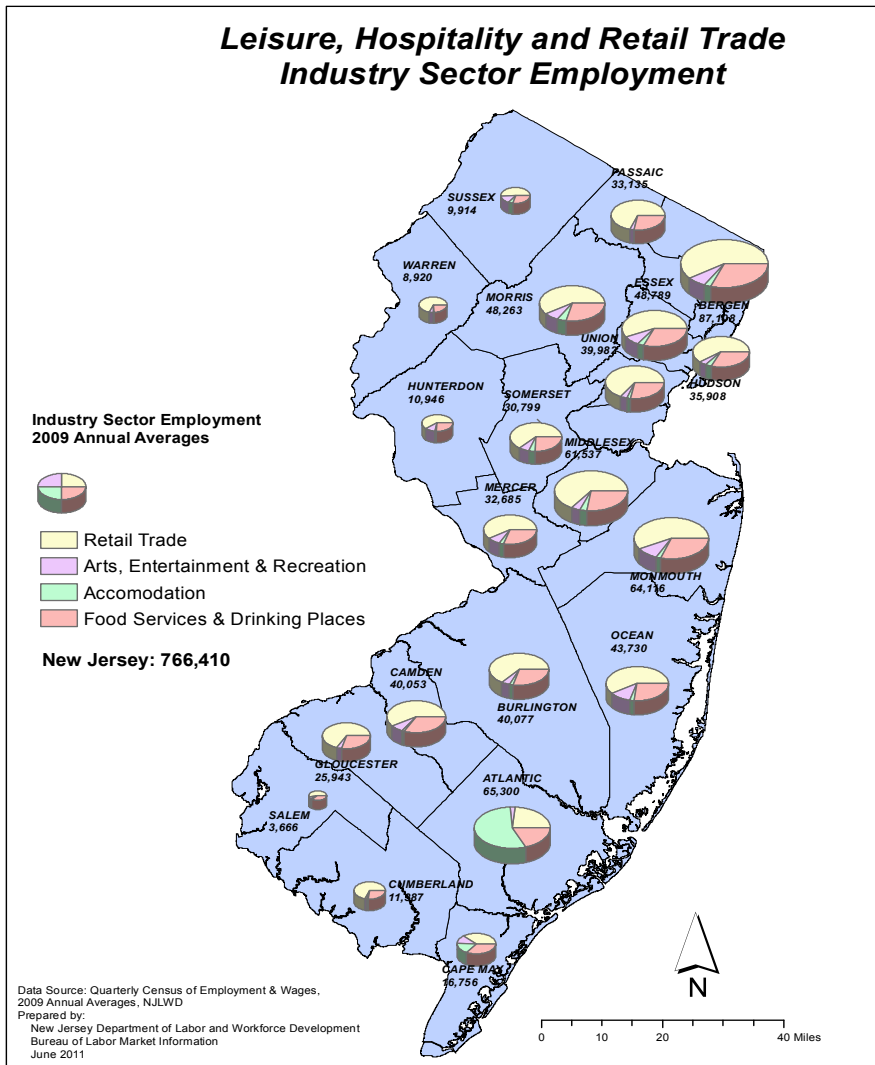 Leisure, Hospitality and Retail Trade
Industry Sector Employment
PASSAIC
33,135
SUSSEX
9,914
WARREN
8,920
MORRIS
48,263
ESSEX
48,789
BERGEN
87,108
UNION
39,982
HUDSON
35,908
HUNTERDON
10,946
SOMERSET
30,799
MIDDLESEX
61,537
MERCER
32,685
MONMOUTH
64,116
OCEAN
43,730
CAMDEN
40,053
BURLINGTON
40,077
GLOUCESTER
25,943
ATLANTIC
65,300
SALEM
3,666
CUMBERLAND
CAPE MAY
16,756
Industry Sector Employment
2009 Annual Averages
Retail Trade
Arts, Entertainment & Recreation
Accomodation
Food Services & Drinking Places
New Jersey: 766,410
Data Source: Quarterly Census of Employment & Wages,
2009 Annual Averages, NJLWD
Prepared by:
New Jersey Department of Labor and Workforce Development
Bureau of Labor Market Information
June 2011
N
0 10 20 40 Miles